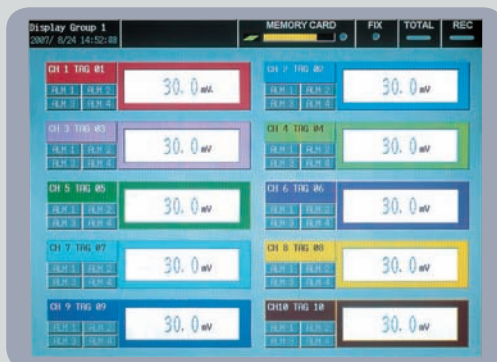 Display Group 1
2007/ 8/24 14:52:08
MEMORY CARD FIX TOTAL REC
CH 1 TAG 01
30.0 mV
ALM 1 ALM 2
ALM 3 ALM 4
CH 2 TAG 02
30.0 mV
ALM 1 ALM 2
ALM 3 ALM 4
CH 3 TAG 03
30.0 mV
ALM 1 ALM 2
ALM 3 ALM 4
CH 4 TAG 04
30.0 mV
ALM 1 ALM 2
ALM 3 ALM 4
CH 5 TAG 05
30.0 mV
ALM 1 ALM 2
ALM 3 ALM 4
CH 6 TAG 06
30.0 mV
ALM 1 ALM 2
ALM 3 ALM 4
CH 7 TAG 07
30.0 mV
ALM 1 ALM 2
ALM 3 ALM 4
CH 8 TAG 08
30.0 mV
ALM 1 ALM 2
ALM 3 ALM 4
CH 9 TAG 09
30.0 mV
ALM 1 ALM 2
ALM 3 ALM 4
CH10 TAG 10
30.0 mV
ALM 1 ALM 2
ALM 3 ALM 4